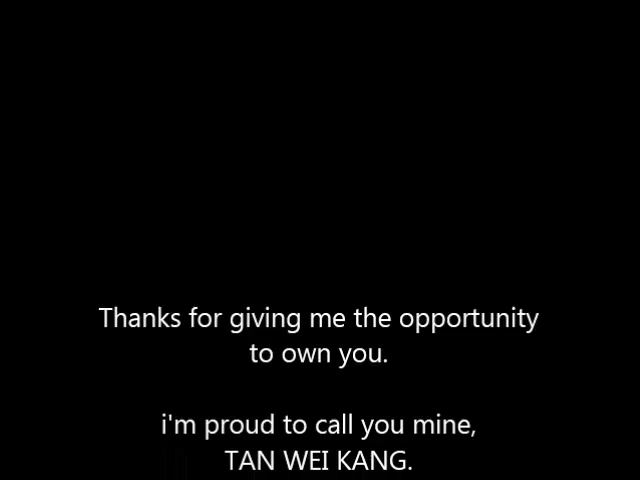 Thanks for giving me the opportunity
to own you.
i'm proud to call you mine,
TAN WEI KANG.